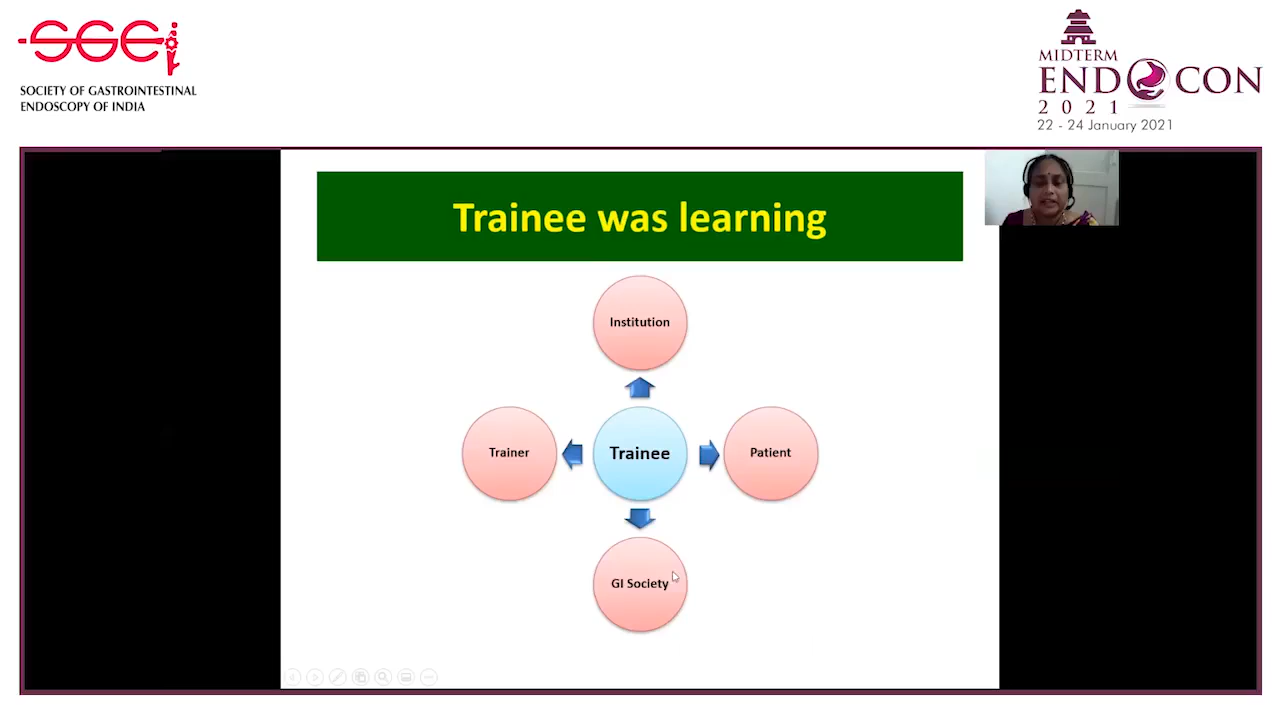 SGEi
SOCIETY OF GASTROINTESTINAL
ENDOSCOPY OF INDIA
MIDTERM
ENDOCON
2021
22 - 24 January 2021
Trainee was learning
Institution
Trainer
Trainee
Patient
GI Society